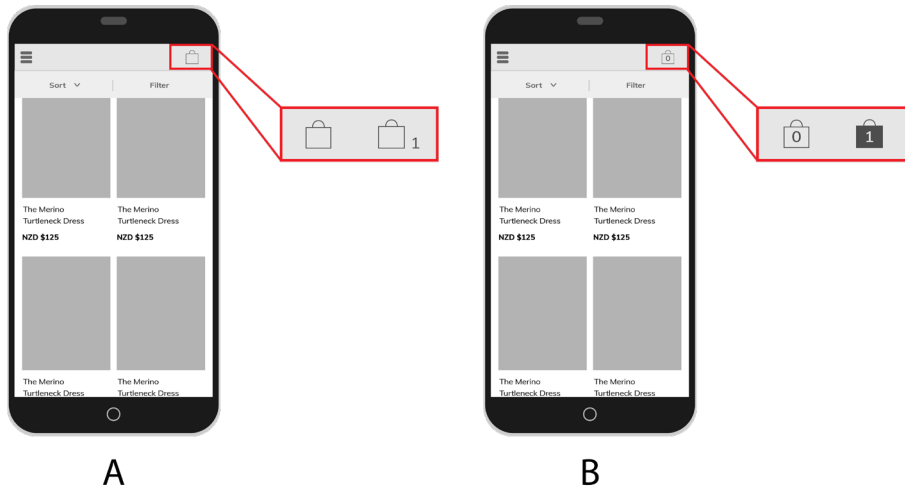 0
Sort Filter
Sort Filter
1
0
1
The Merino
Turtleneck Dress
NZD $125
The Merino
Turtleneck Dress
NZD $125
The Merino
Turtleneck Dress
NZD $125
The Merino
Turtleneck Dress
NZD $125
The Merino
Turtleneck Dress
The Merino
Turtleneck Dress
The Merino
Turtleneck Dress
The Merino
Turtleneck Dress
A
B